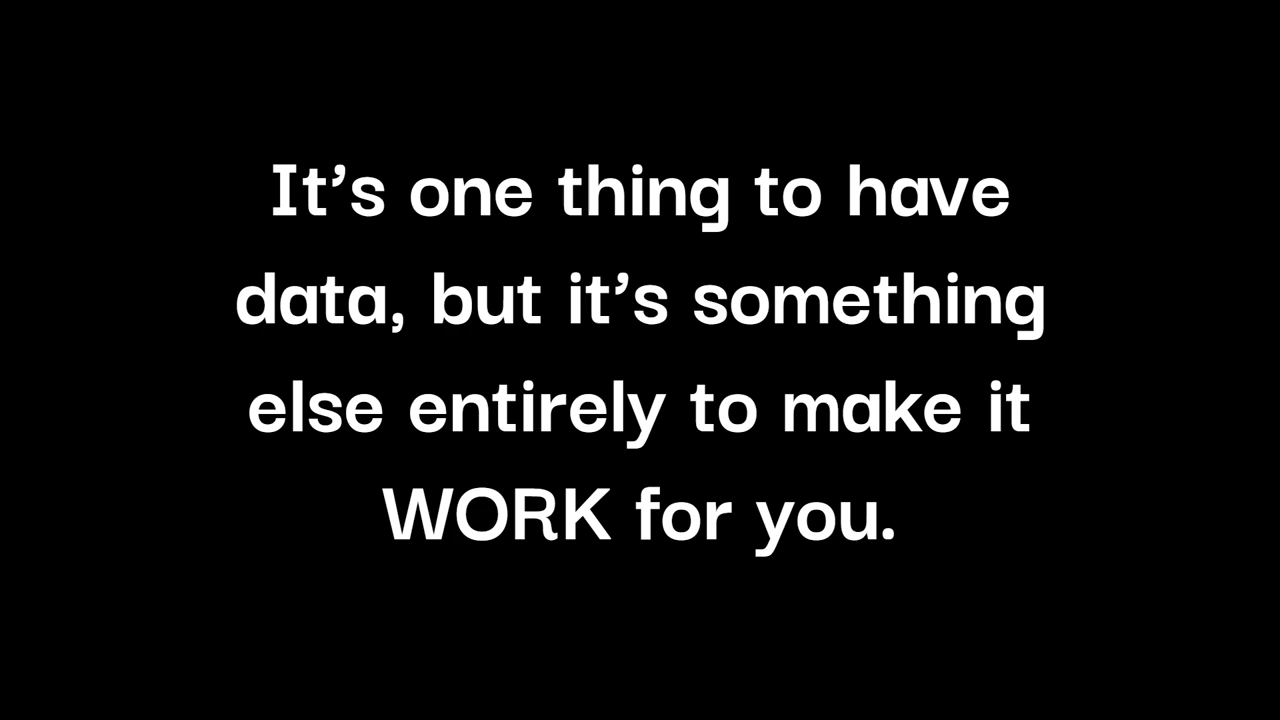 It’s one thing to have
data, but it’s something
else entirely to make it
WORK for you.